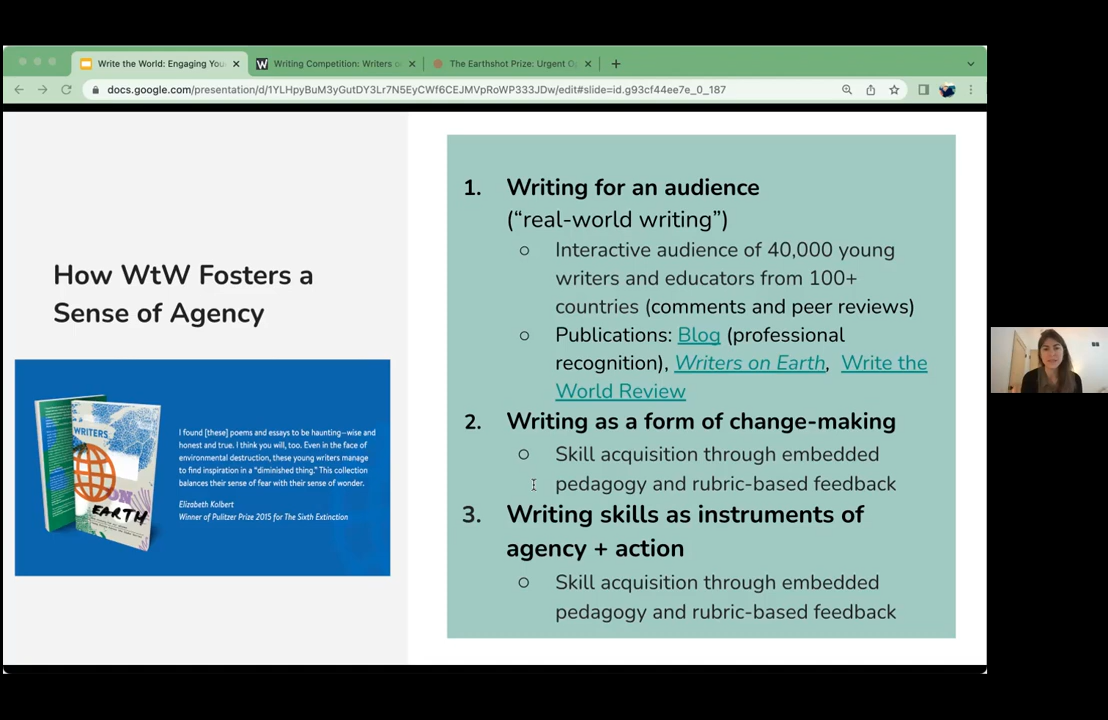 Write the World: Engaging You
Writing Competition: Writers o
The Earthshot Prize: Urgent O
docs.google.com/presentation/d/1YLHpyBuM3yGutDY3Lr7N5EyCWf6CEJMVpRoWP333JDw/edit#slide=id.g93cf44ee7e_0_187
How WtW Fosters a
Sense of Agency
WRITERS
ON
EARTH
I found [these] poems and essays to be haunting—wise and
honest and true. I think you will, too. Even in the face of
environmental destruction, these young writers manage
to find inspiration in a "diminished thing." This collection
balances their sense of fear with their sense of wonder.
Elizabeth Kolbert
Winner of Pulitzer Prize 2015 for The Sixth Extinction
1. Writing for an audience
(“real-world writing”)
○ Interactive audience of 40,000 young
writers and educators from 100+
countries (comments and peer reviews)
○ Publications: Blog (professional
recognition), Writers on Earth, Write the
World Review
2. Writing as a form of change-making
○ Skill acquisition through embedded
pedagogy and rubric-based feedback
3. Writing skills as instruments of
agency + action
○ Skill acquisition through embedded
pedagogy and rubric-based feedback